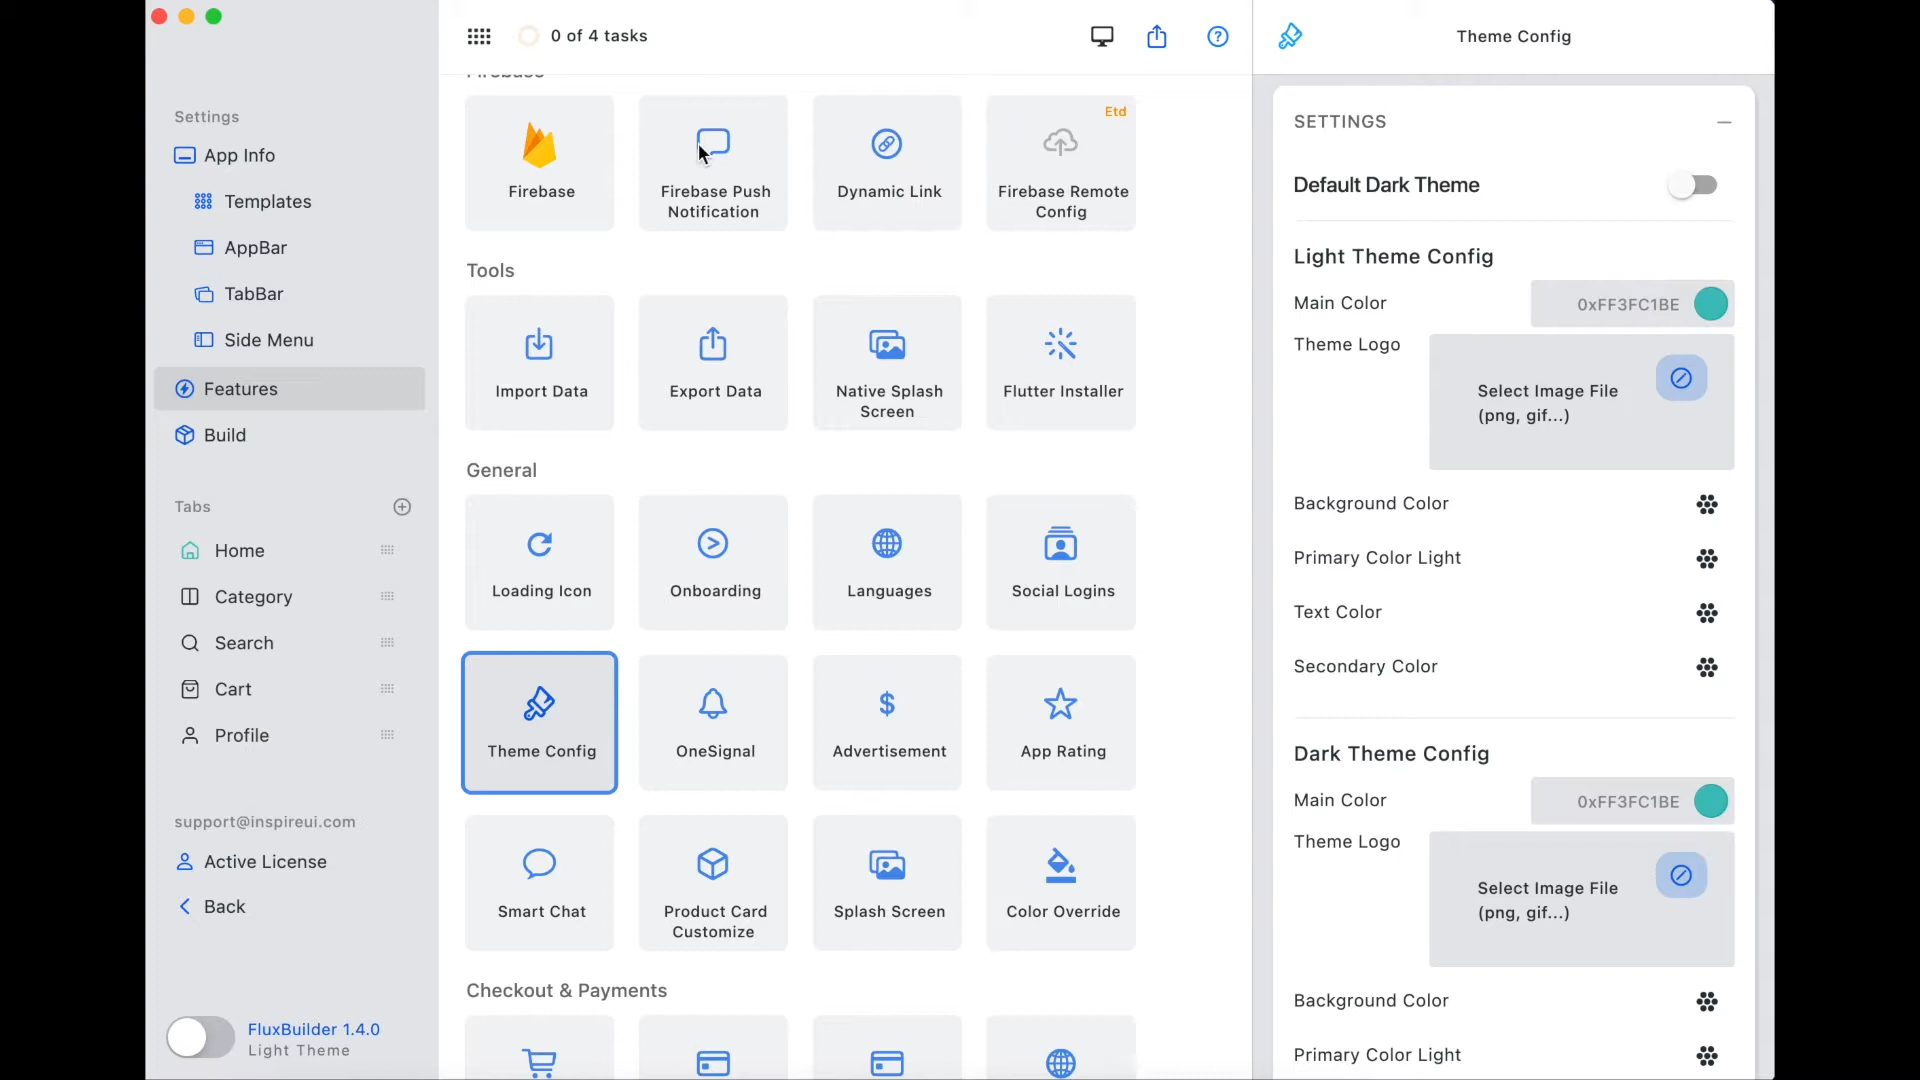 Settings
App Info
Templates
AppBar
TabBar
Side Menu
Features
Build
Tabs
Home
Category
Search
Cart
Profile
support@inspireui.com
Active License
Back
FluxBuilder 1.4.0
Light Theme
0 of 4 tasks
Firebase
Firebase
Firebase Push
Notification
Dynamic Link
Etd
Firebase Remote
Config
Tools
Import Data
Export Data
Native Splash
Screen
Flutter Installer
General
Loading Icon
Onboarding
Languages
Social Logins
Theme Config
OneSignal
Advertisement
App Rating
Smart Chat
Product Card
Customize
Splash Screen
Color Override
Checkout & Payments
Theme Config
SETTINGS
Default Dark Theme
Light Theme Config
Main Color
0xFF3FC1BE
Theme Logo
Select Image File
(png, gif...)
Background Color
Primary Color Light
Text Color
Secondary Color
Dark Theme Config
Main Color
0xFF3FC1BE
Theme Logo
Select Image File
(png, gif...)
Background Color
Primary Color Light